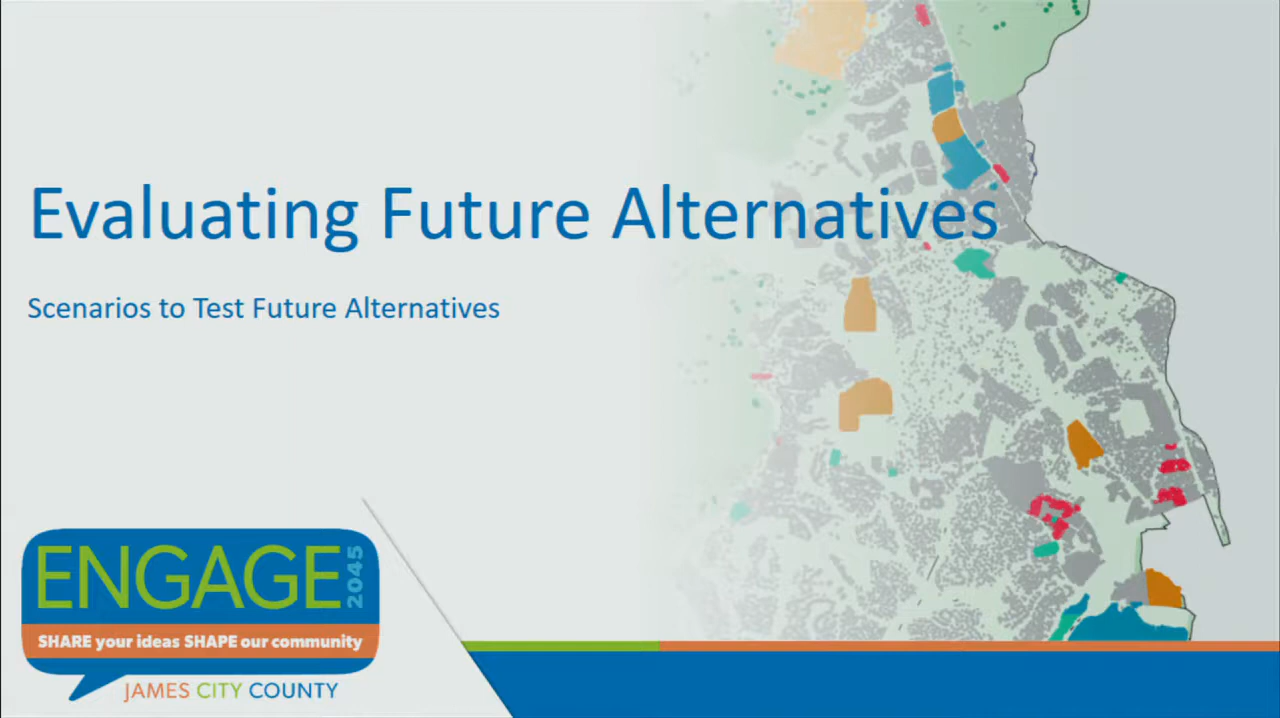 Evaluating Future Alternatives
Scenarios to Test Future Alternatives
ENGAGE 2045
SHARE your ideas SHAPE our community
JAMES CITY COUNTY